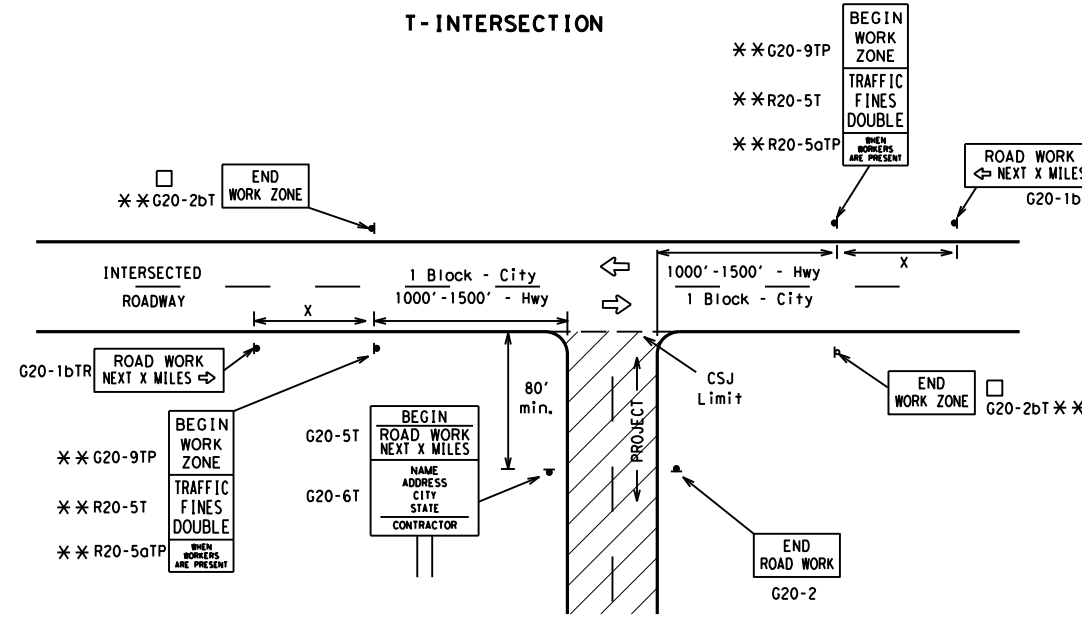 T-INTERSECTION
BEGIN
WORK
ZONE
TRAFFIC
FINES
DOUBLE
WHEN
WORKERS
ARE PRESENT
**G20-9TP
**R20-5T
**R20-5aTP
ROAD WORK
⇦ NEXT X MILES
G20-1b
□
**G20-2bT
END
WORK ZONE
INTERSECTED
ROADWAY
X
1 Block - City
1000'-1500' - Hwy
1000'-1500' - Hwy
1 Block - City
X
G20-1bTR
ROAD WORK
NEXT X MILES ⇨
80'
min.
CSJ
Limit
PROJECT
END
WORK ZONE
□
G20-2bT **
**G20-9TP
**R20-5T
**R20-5aTP
BEGIN
WORK
ZONE
TRAFFIC
FINES
DOUBLE
WHEN
WORKERS
ARE PRESENT
G20-5T
G20-6T
BEGIN
ROAD WORK
NEXT X MILES
NAME
ADDRESS
CITY
STATE
CONTRACTOR
END
ROAD WORK
G20-2